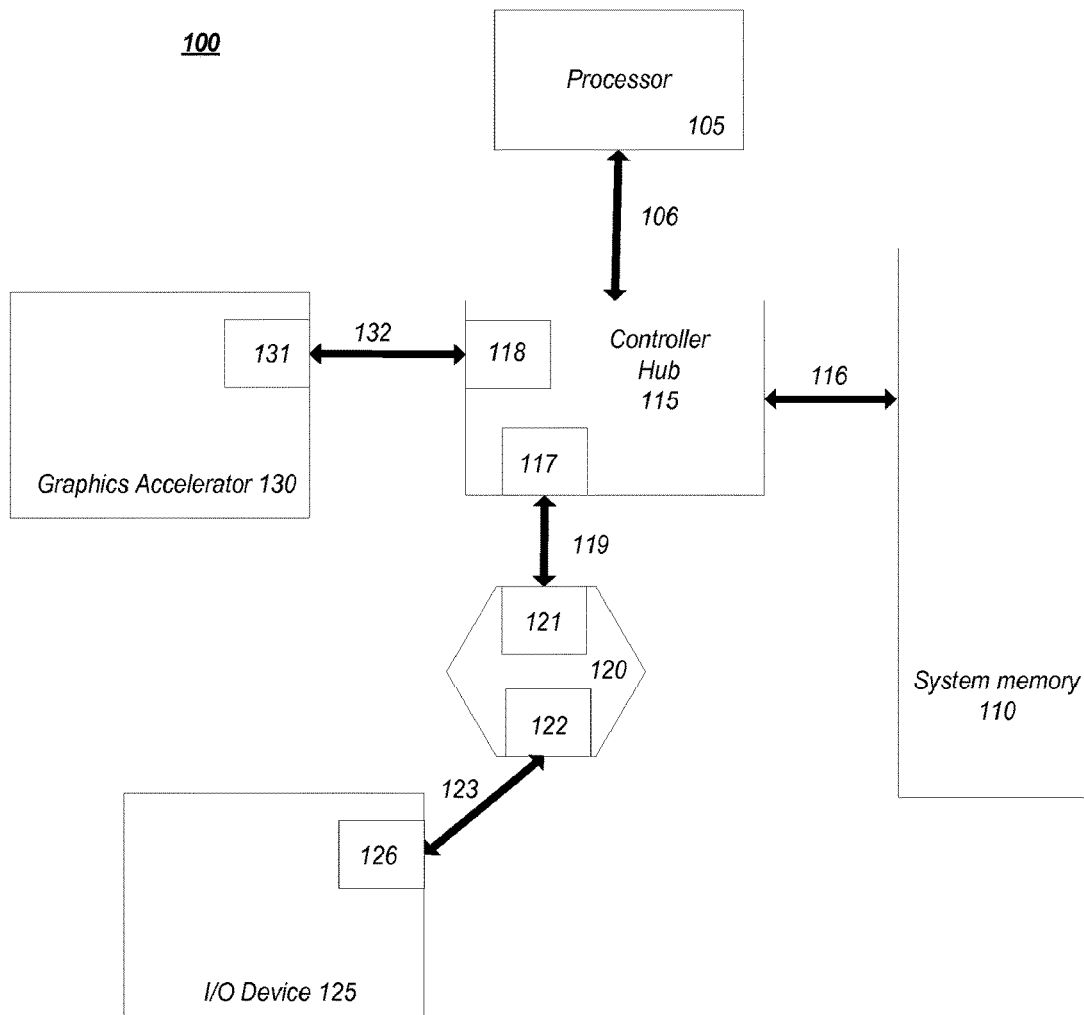 100
Processor
105
106
132
131
118
Controller
Hub
115
116
117
Graphics Accelerator 130
119
121
120
System memory
110
122
123
126
I/O Device 125